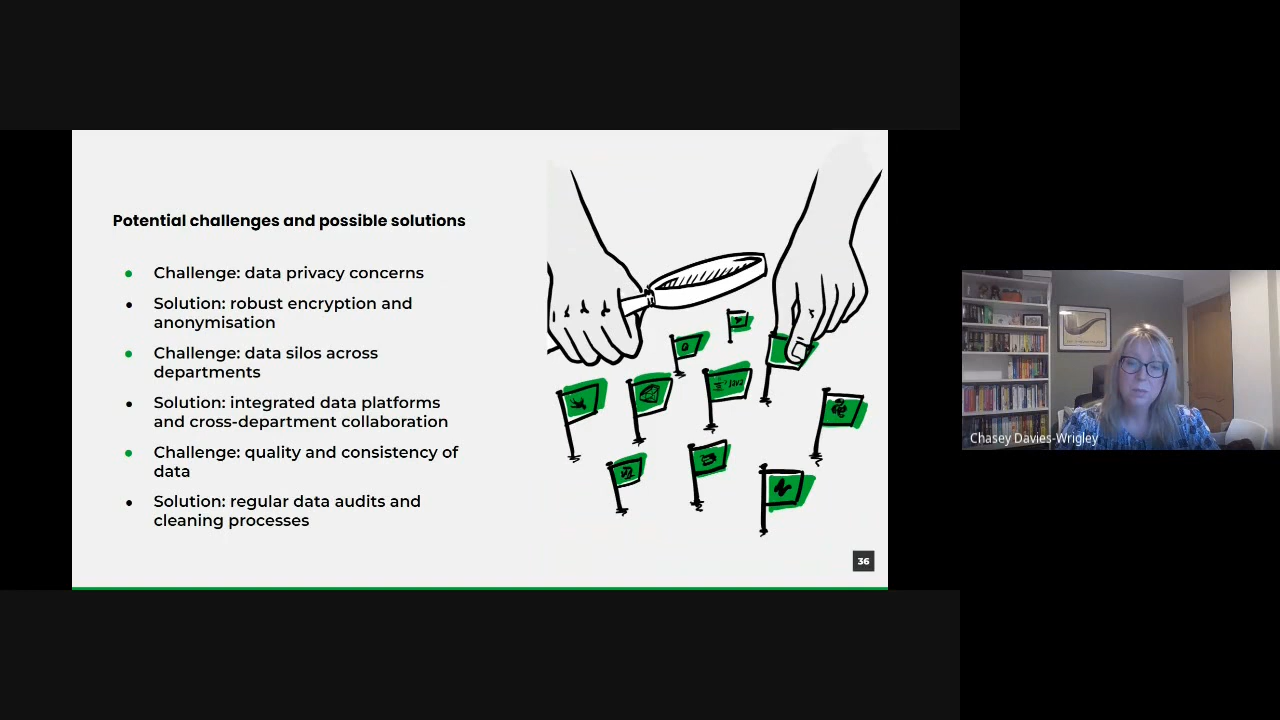 Potential challenges and possible solutions
Challenge: data privacy concerns
Solution: robust encryption and
anonymisation
Challenge: data silos across
departments
Solution: integrated data platforms
and cross-department collaboration
Challenge: quality and consistency of
data
Solution: regular data audits and
cleaning processes
Java
36
Chasey Davies-Wrigley